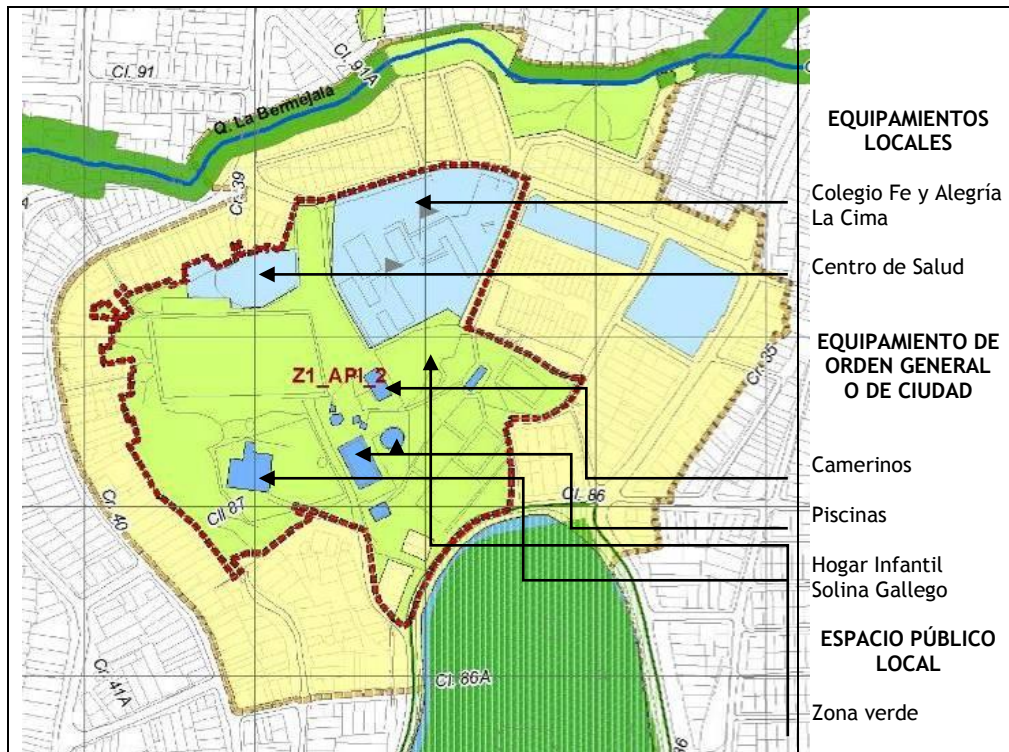 Cl. 91
Cl. 91A
Q. La Bermejala
Cr. 39
Z1_API_2
Cr. 35
Cll 87
Cr. 40
Cl. 86
Cr. 41A
Cl. 86A
EQUIPAMIENTOS
LOCALES
Colegio Fe y Alegría
La Cima
Centro de Salud
EQUIPAMIENTO DE
ORDEN GENERAL
O DE CIUDAD
Camerinos
Piscinas
Hogar Infantil
Solina Gallego
ESPACIO PÚBLICO
LOCAL
Zona verde